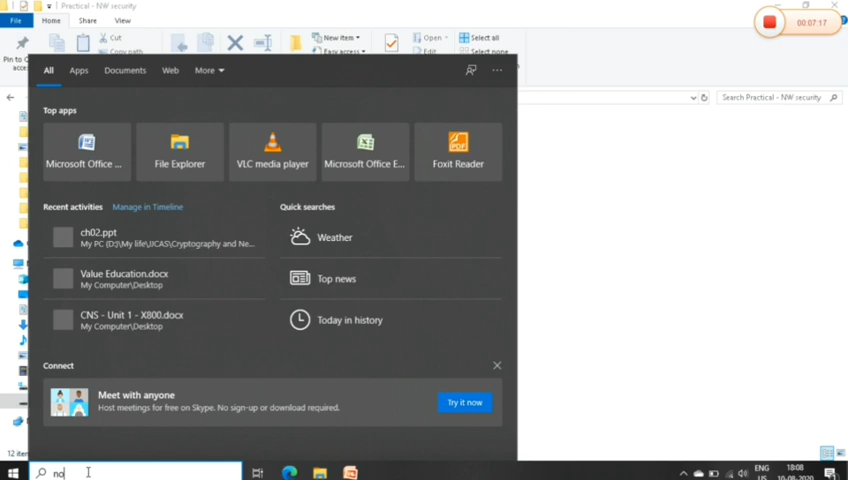 Practical - NW security
File Home Share View
Cut
Copy path
New item
Easy access
Open
Edit
Select all
Select none
00:07:17
Pin to Q
acce
Search Practical - NW security
All Apps Documents Web More
Top apps
Microsoft Office ...
File Explorer
VLC media player
Microsoft Office E...
Foxit Reader
Recent activities Manage in Timeline
Quick searches
ch02.ppt
My PC (D:)\My life\JJCAS\Cryptography and Ne...
Weather
Value Education.docx
My Computer\Desktop
Top news
CNS - Unit 1 - X800.docx
My Computer\Desktop
Today in history
Connect
Meet with anyone
Host meetings for free on Skype. No sign-up or download required.
Try it now
12 item
no
ENG
US
18:08
10-08-2020